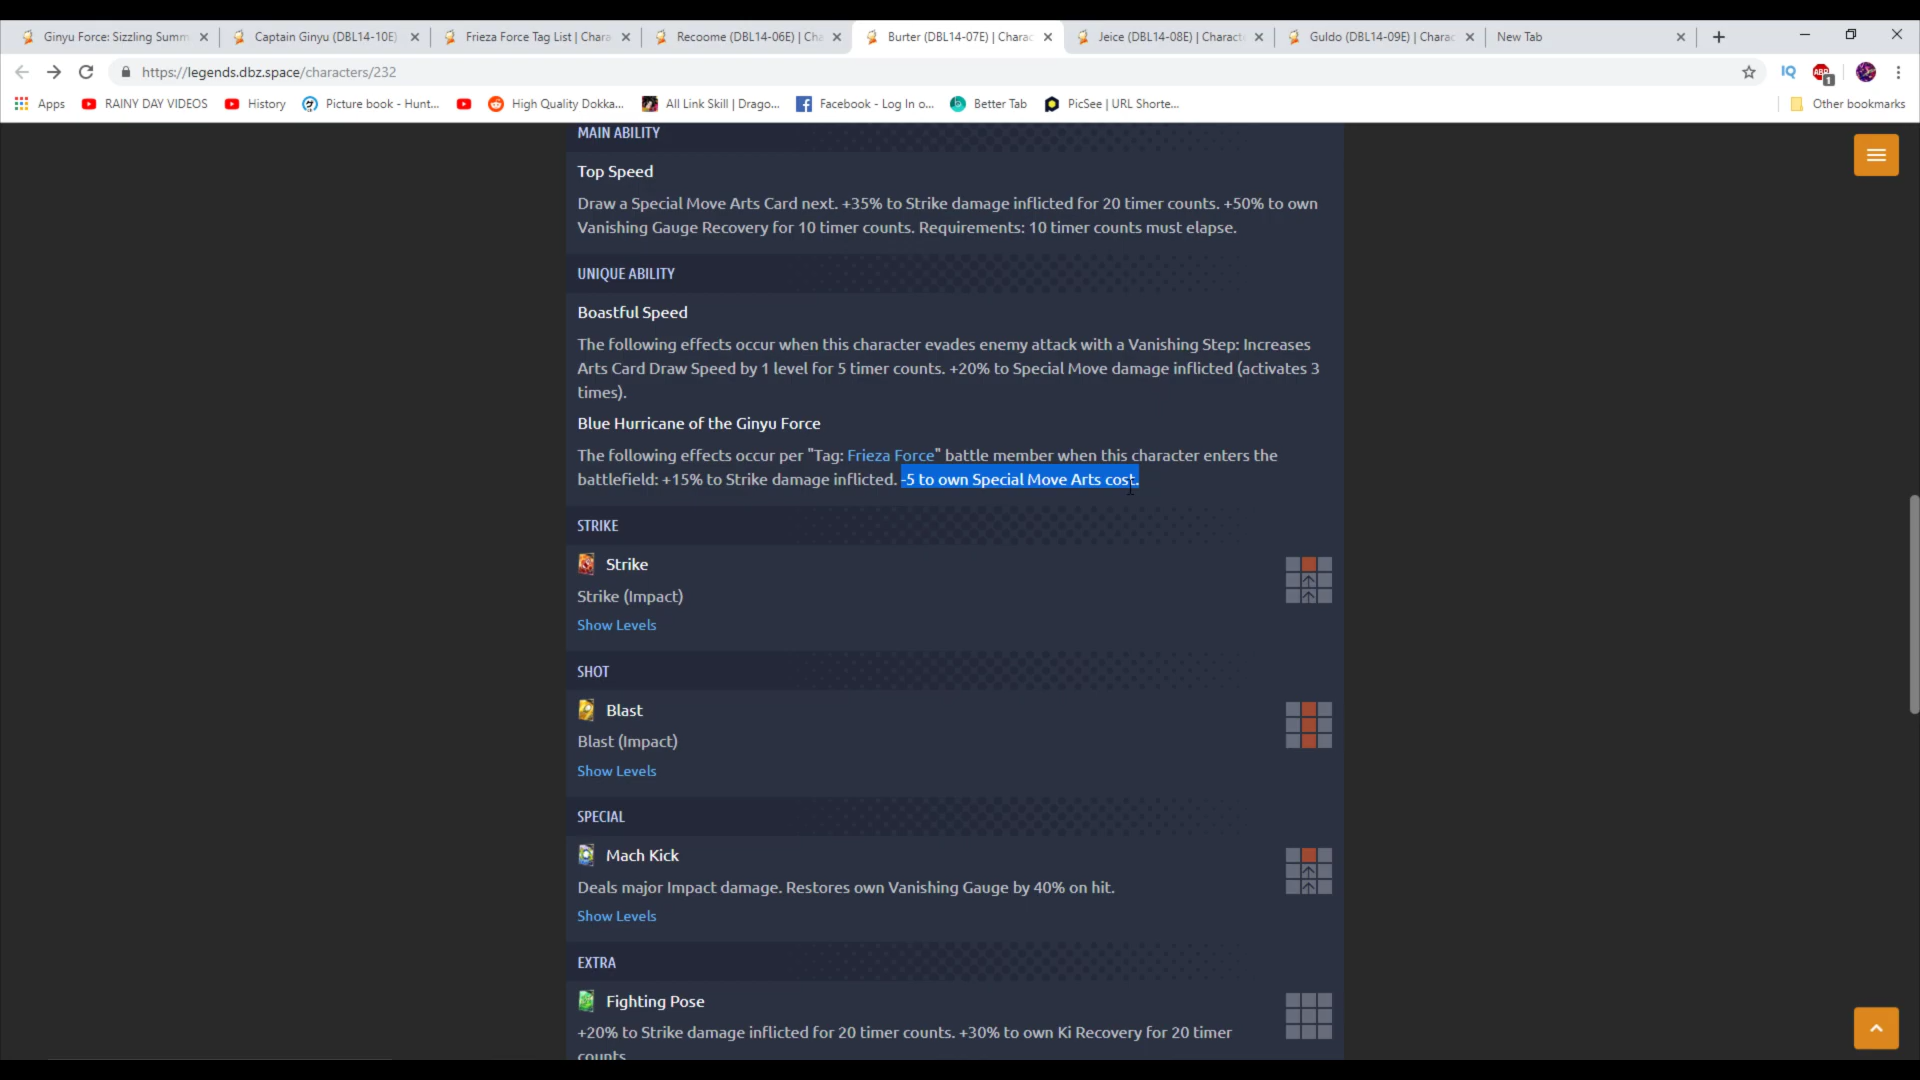 Ginyu Force: Sizzling Summ
Captain Ginyu (DBL14-10E)
Frieza Force Tag List | Chara
Recoome (DBL14-06E) | Cha
Burter (DBL14-07E) | Charac
Jeice (DBL14-08E) | Characte
Guldo (DBL14-09E) | Charac
New Tab
https://legends.dbz.space/characters/232
IQ
ABP
1
Apps
RAINY DAY VIDEOS
History
Picture book - Hunt...
High Quality Dokka...
All Link Skill | Drago...
Facebook - Log In o...
Better Tab
PicSee | URL Shorte...
Other bookmarks
MAIN ABILITY
Top Speed
Draw a Special Move Arts Card next. +35% to Strike damage inflicted for 20 timer counts. +50% to own
Vanishing Gauge Recovery for 10 timer counts. Requirements: 10 timer counts must elapse.
UNIQUE ABILITY
Boastful Speed
The following effects occur when this character evades enemy attack with a Vanishing Step: Increases
Arts Card Draw Speed by 1 level for 5 timer counts. +20% to Special Move damage inflicted (activates 3
times).
Blue Hurricane of the Ginyu Force
The following effects occur per "Tag: Frieza Force" battle member when this character enters the
battlefield: +15% to Strike damage inflicted. -5 to own Special Move Arts cost.
STRIKE
Strike
Strike (Impact)
Show Levels
SHOT
Blast
Blast (Impact)
Show Levels
SPECIAL
Mach Kick
Deals major Impact damage. Restores own Vanishing Gauge by 40% on hit.
Show Levels
EXTRA
Fighting Pose
+20% to Strike damage inflicted for 20 timer counts. +30% to own Ki Recovery for 20 timer
counts.